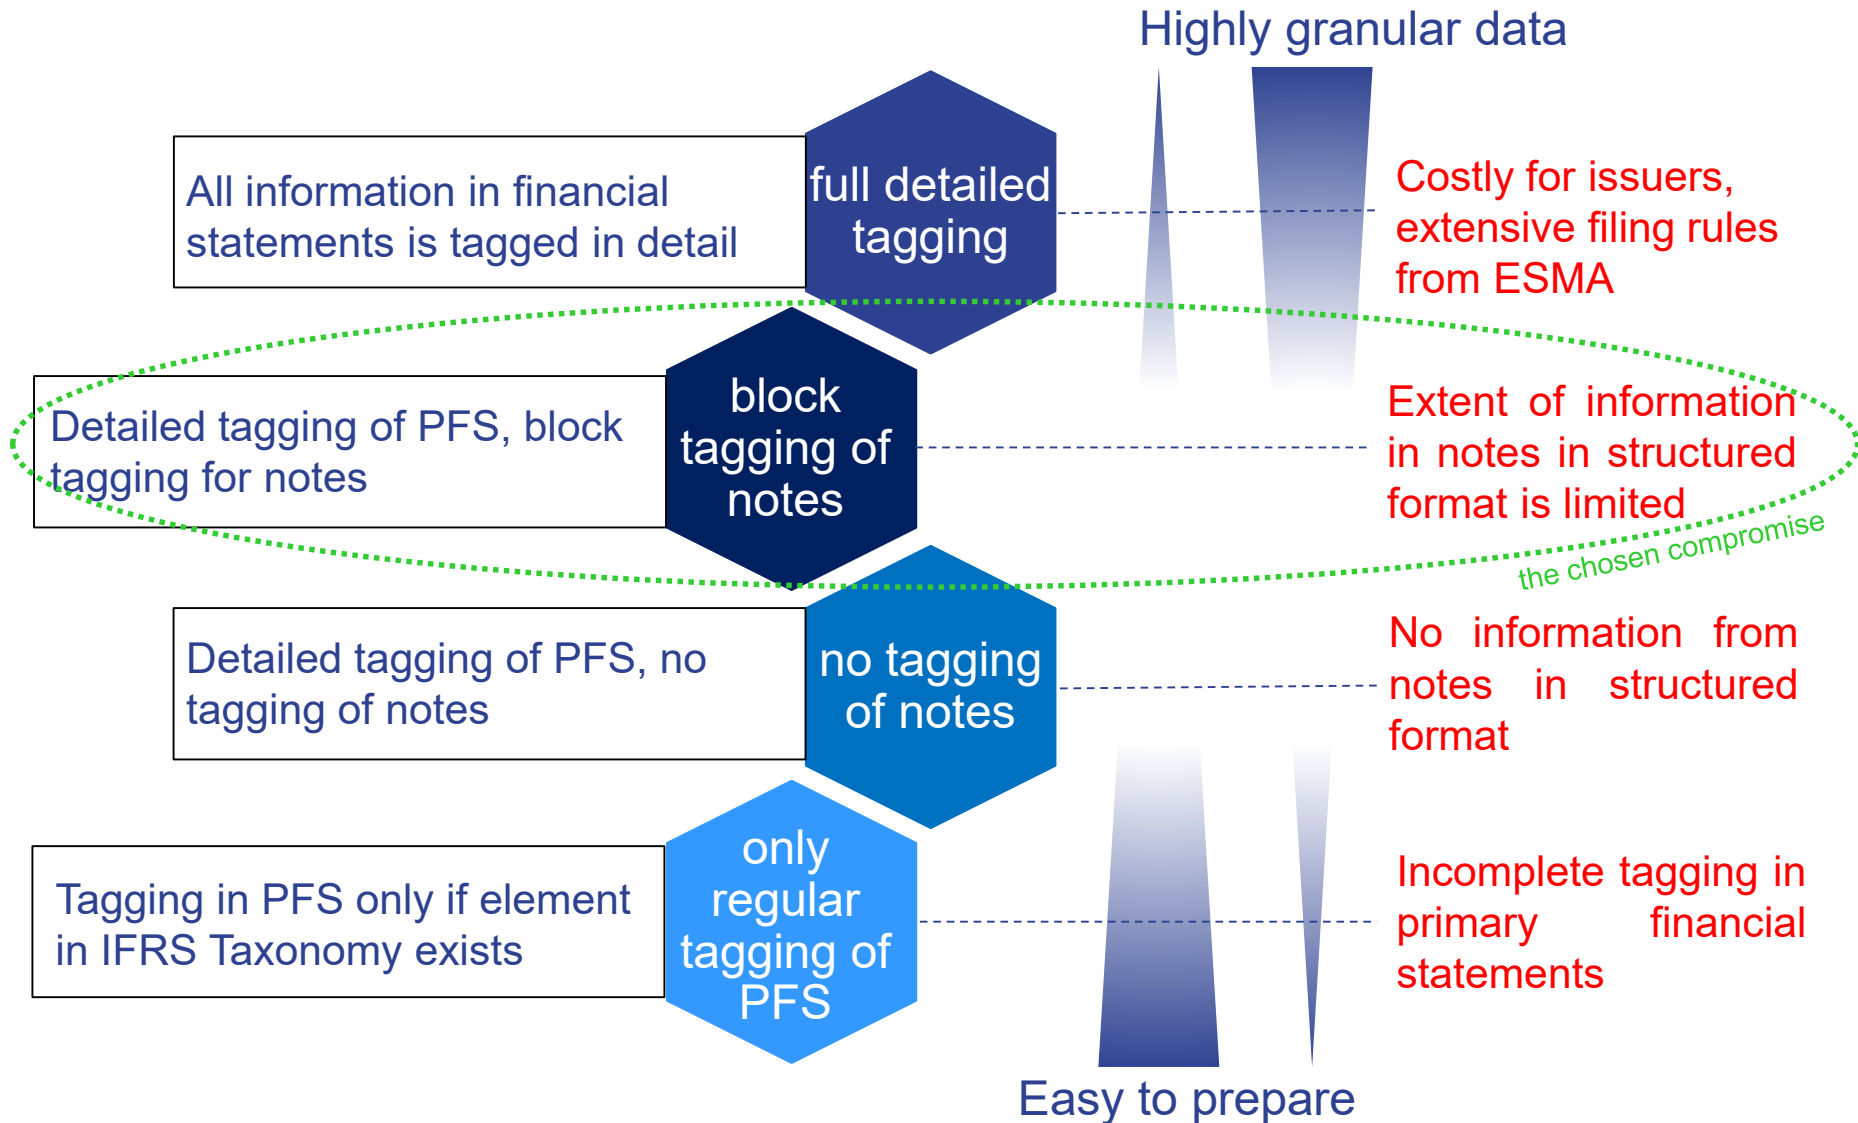 Highly granular data
All information in financial
statements is tagged in detail
full detailed
tagging
Costly for issuers,
extensive filing rules
from ESMA
Detailed tagging of PFS, block
tagging for notes
block
tagging of
notes
Extent of information
in notes in structured
format is limited
the chosen compromise
Detailed tagging of PFS, no
tagging of notes
no tagging
of notes
No information from
notes in structured
format
Tagging in PFS only if element
in IFRS Taxonomy exists
only
regular
tagging of
PFS
Incomplete tagging in
primary financial
statements
Easy to prepare